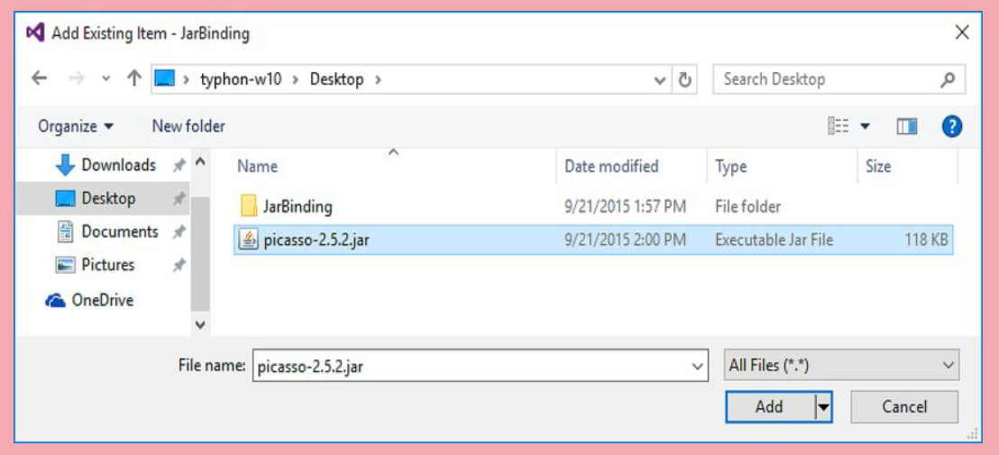 Add Existing Item - JarBinding
typhon-w10 > Desktop >
Search Desktop
Organize
New folder
Downloads
Desktop
Documents
Pictures
OneDrive
Name Date modified Type Size
JarBinding 9/21/2015 1:57 PM File folder
picasso-2.5.2.jar 9/21/2015 2:00 PM Executable Jar File 118 KB
File name: picasso-2.5.2.jar All Files (*.*)
Add Cancel